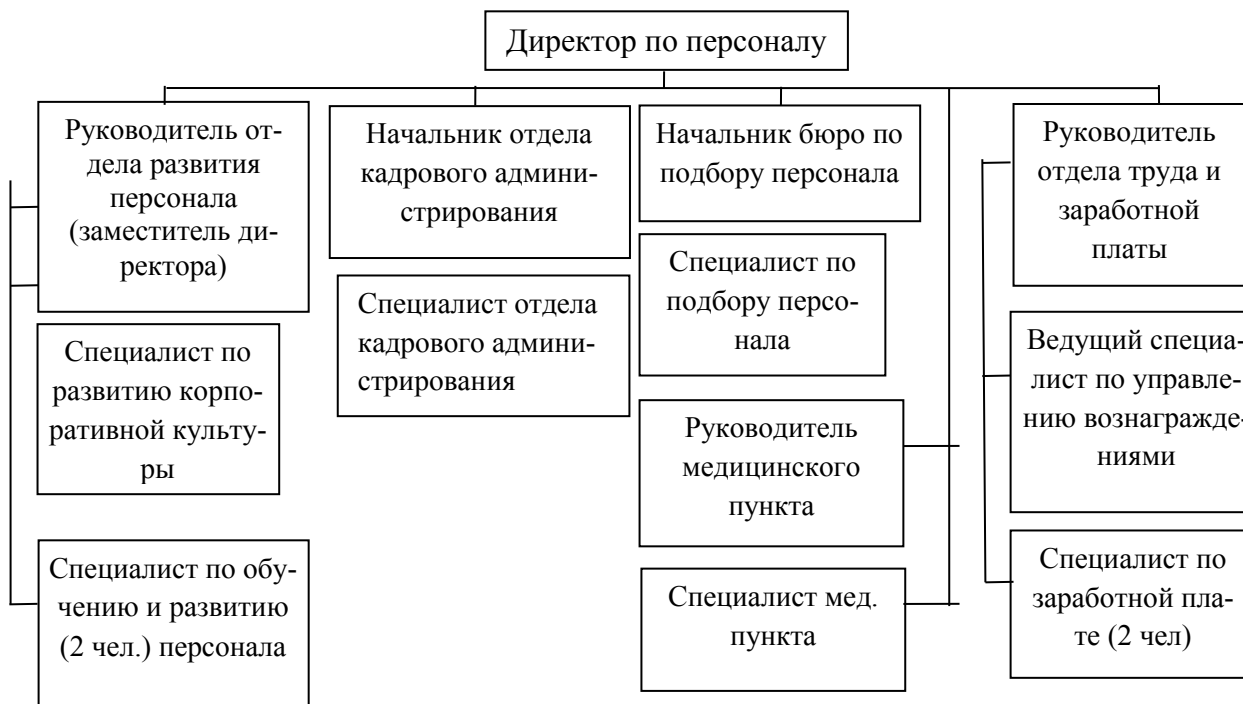 Директор по персоналу
Руководитель от-
дела развития
персонала
(заместитель ди-
ректора)
Специалист по
развитию корпо-
ративной культу-
ры
Специалист по обу-
чению и развитию
(2 чел.) персонала
Начальник отдела
кадрового админи-
стрирования
Специалист отдела
кадрового админи-
стрирования
Начальник бюро по
подбору персонала
Специалист по
подбору персо-
нала
Руководитель
медицинского
пункта
Специалист мед.
пункта
Руководитель
отдела труда и
заработной
платы
Ведущий специа-
лист по управле-
нию вознагражде-
ниями
Специалист по
заработной пла-
те (2 чел)